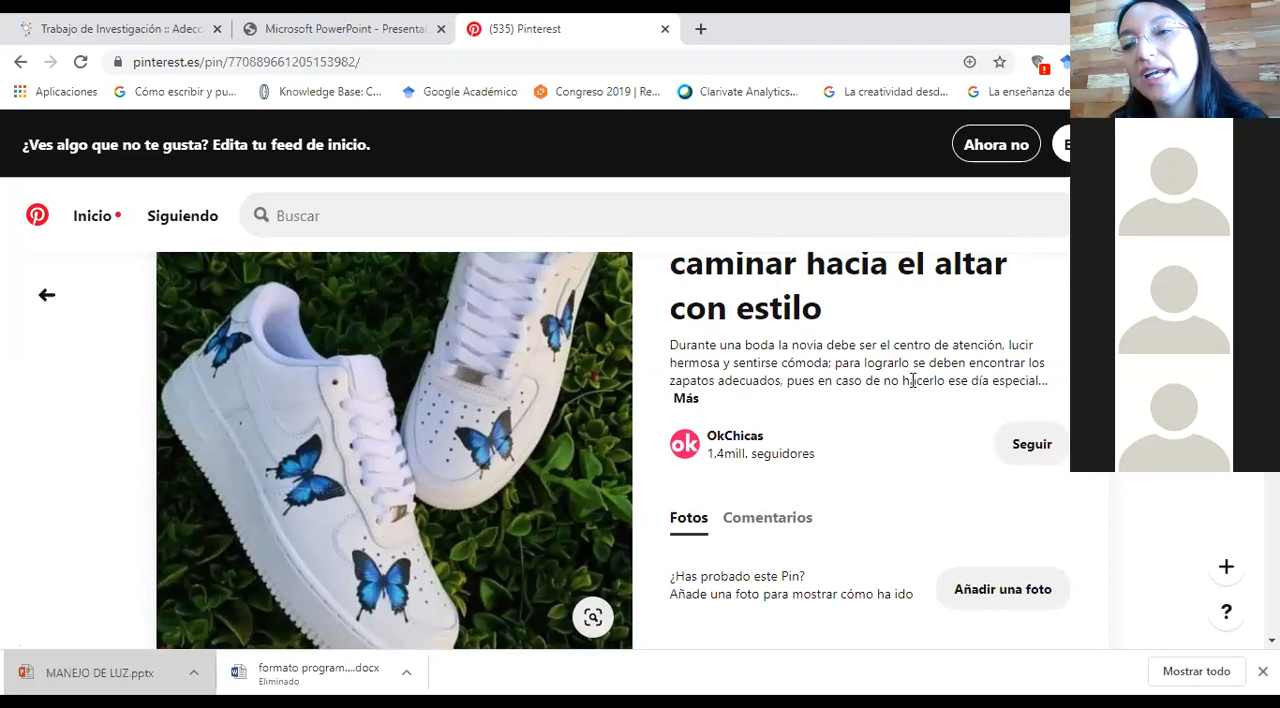 Trabajo de Investigación :: Adecc
Microsoft PowerPoint - Presenta
(535) Pinterest
pinterest.es/pin/770889661205153982/
Aplicaciones
Cómo escribir y pu...
Knowledge Base: C...
Google Académico
Congreso 2019 | Re...
Clarivate Analytics...
La creatividad desd...
La enseñanza de
¿Ves algo que no te gusta? Edita tu feed de inicio.
Ahora no
Inicio
Siguiendo
Buscar
caminar hacia el altar
con estilo
Durante una boda la novia debe ser el centro de atención, lucir
hermosa y sentirse cómoda; para lograrlo se deben encontrar los
zapatos adecuados, pues en caso de no hacerlo ese día especial...
Más
ok
OkChicas
1,4mill. seguidores
Seguir
Fotos
Comentarios
¿Has probado este Pin?
Añade una foto para mostrar cómo ha ido
Añadir una foto
+
?
MANEJO DE LUZ.pptx
formato program....docx
Eliminado
Mostrar todo